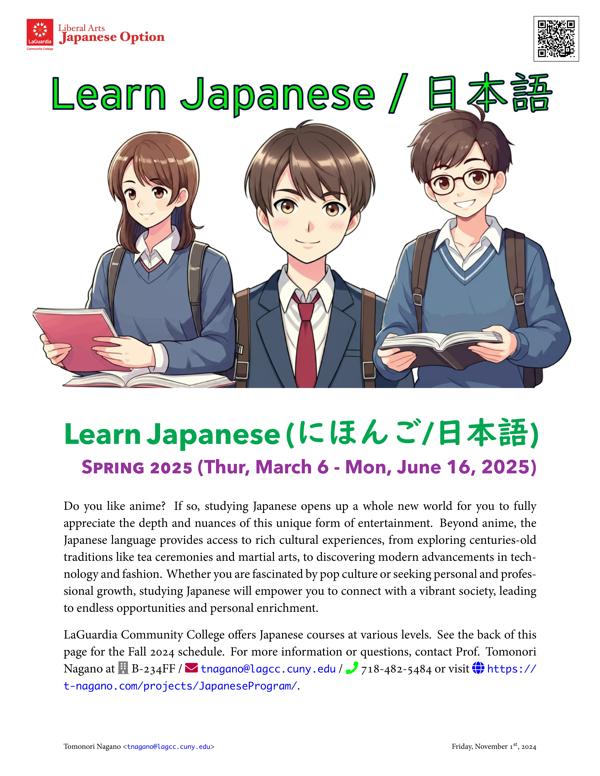 LaGuardia
Community College
Liberal Arts
Japanese Option
Learn Japanese / 日本語
Learn Japanese (にほんご/日本語)
Spring 2025 (Thur, March 6 - Mon, June 16, 2025)
Do you like anime? If so, studying Japanese opens up a whole new world for you to fully
appreciate the depth and nuances of this unique form of entertainment. Beyond anime, the
Japanese language provides access to rich cultural experiences, from exploring centuries-old
traditions like tea ceremonies and martial arts, to discovering modern advancements in tech-
nology and fashion. Whether you are fascinated by pop culture or seeking personal and profes-
sional growth, studying Japanese will empower you to connect with a vibrant society, leading
to endless opportunities and personal enrichment.
LaGuardia Community College offers Japanese courses at various levels. See the back of this
page for the Fall 2024 schedule. For more information or questions, contact Prof. Tomonori
Nagano at B-234FF / tnagano@lagcc.cuny.edu / 718-482-5484 or visit https://
t-nagano.com/projects/JapaneseProgram/.
Tomonori Nagano <tnagano@lagcc.cuny.edu>
Friday, November 1st, 2024